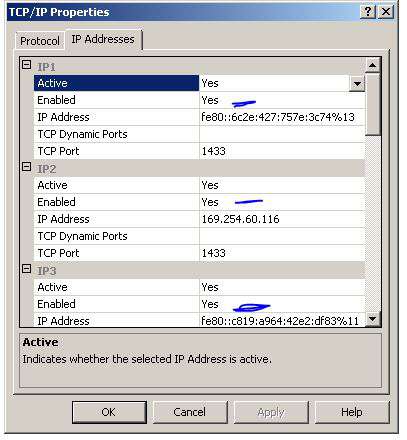 TCP/IP Properties
Protocol IP Addresses
IP1
Active Yes
Enabled Yes
IP Address fe80::6c2e:427:757e:3c74%13
TCP Dynamic Ports
TCP Port 1433
IP2
Active Yes
Enabled Yes
IP Address 169.254.60.116
TCP Dynamic Ports
TCP Port 1433
IP3
Active Yes
Enabled Yes
IP Address fe80::c819:a964:42e2:df83%11
Active
Indicates whether the selected IP Address is active.
OK Cancel Apply Help